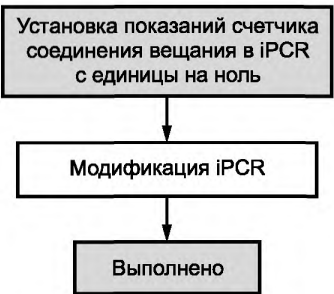 Установка показаний счетчика
соединения вещания в iPCR
с единицы на ноль
Модификация iPCR
Выполнено